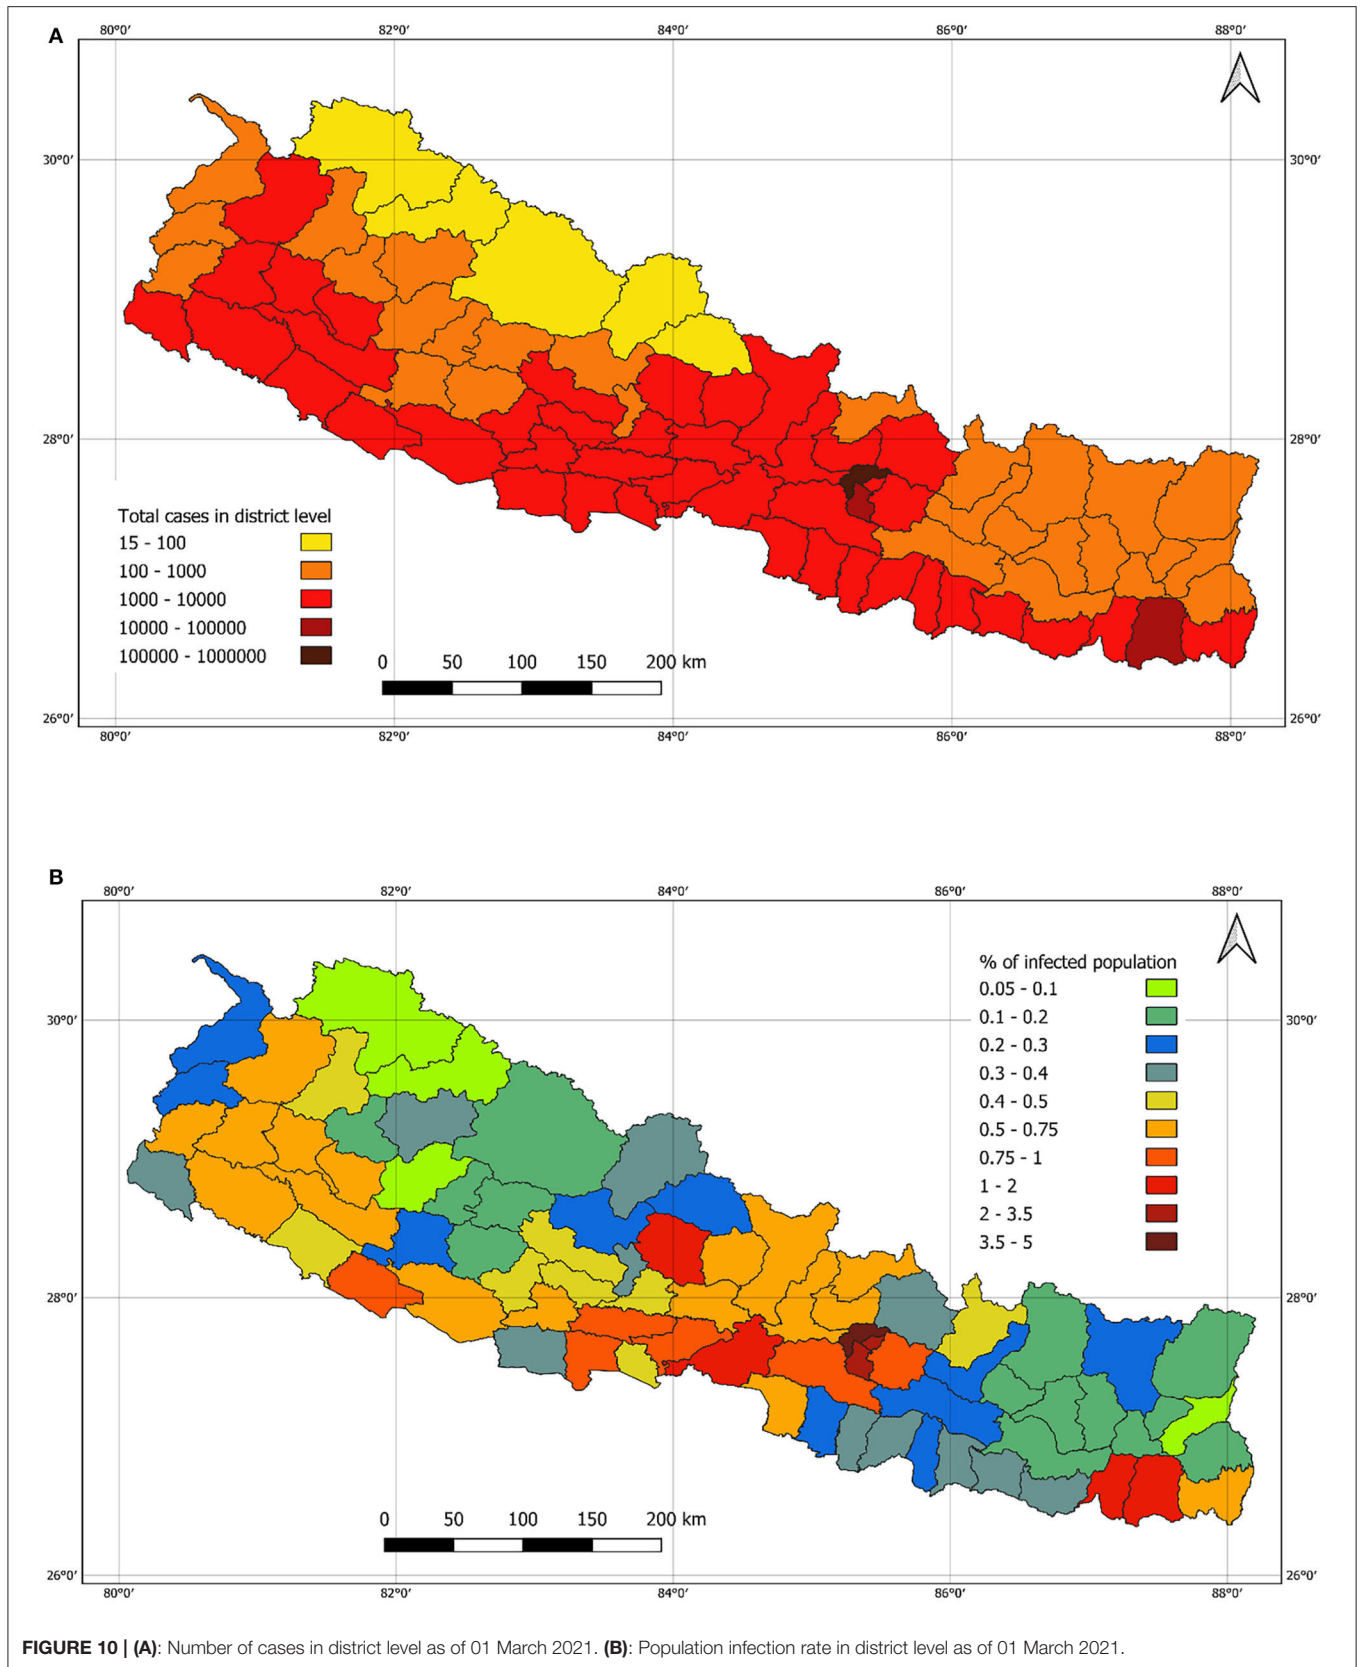 A
80°0′ 82°0′ 84°0′ 86°0′ 88°0′
30°0′ 30°0′
28°0′ 28°0′
Total cases in district level
15 - 100
100 - 1000
1000 - 10000
10000 - 100000
100000 - 1000000
0 50 100 150 200 km
26°0′ 26°0′
80°0′ 82°0′ 84°0′ 86°0′ 88°0′
B
80°0′ 82°0′ 84°0′ 86°0′ 88°0′
% of infected population
0.05 - 0.1
0.1 - 0.2
30°0′ 30°0′
0.2 - 0.3
0.3 - 0.4
0.4 - 0.5
0.5 - 0.75
0.75 - 1
1 - 2
2 - 3.5
3.5 - 5
28°0′ 28°0′
0 50 100 150 200 km
26°0′ 26°0′
80°0′ 82°0′ 84°0′ 86°0′ 88°0′
FIGURE 10 | (A): Number of cases in district level as of 01 March 2021. (B): Population infection rate in district level as of 01 March 2021.